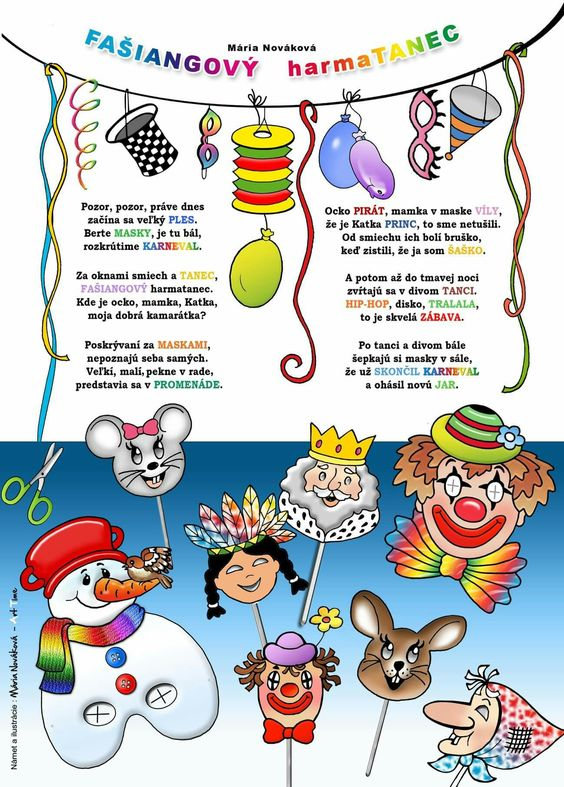 Mária Nováková
FAŠIANGOVÝ harmaTANEC
Pozor, pozor, práve dnes
začína sa veľký PLES.
Berte MASKY, je tu bál,
rozkrútime KARNEVAL.
Za oknami smiech a TANEC,
FAŠIANGOVÝ harmatanec.
Kde je ocko, mamka, Katka,
moja dobrá kamarátka?
Poskrývaní za MASKAMI,
nepoznajú seba samých.
Veľkí, malí, pekne v rade,
predstavia sa v PROMENÁDE.
Ocko PIRÁT, mamka v maske VÍLY,
že je Katka PRINC, to sme netušili.
Od smiechu ich bolí bruško,
keď zistili, že ja som ŠAŠKO.
A potom až do tmavej noci
zvŕtajú sa v divom TANCI.
HIP-HOP, disko, TRALALA,
to je skvelá ZÁBAVA.
Po tanci a divom bále
šepkajú si masky v sále,
že už SKONČIL KARNEVAL
a ohásil novú JAR.
Námet a ilustrácie : Mária Nováková - Art Time